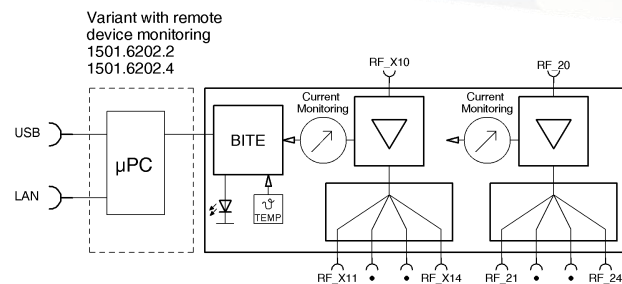 Variant with remote
device monitoring
1501.6202.2
1501.6202.4
RF_X10
RF_20
Current
Monitoring
Current
Monitoring
USB
µPC
BITE
LAN
ϑ
TEMP
RF_X11 • • RF_X14 RF_21 • • RF_24